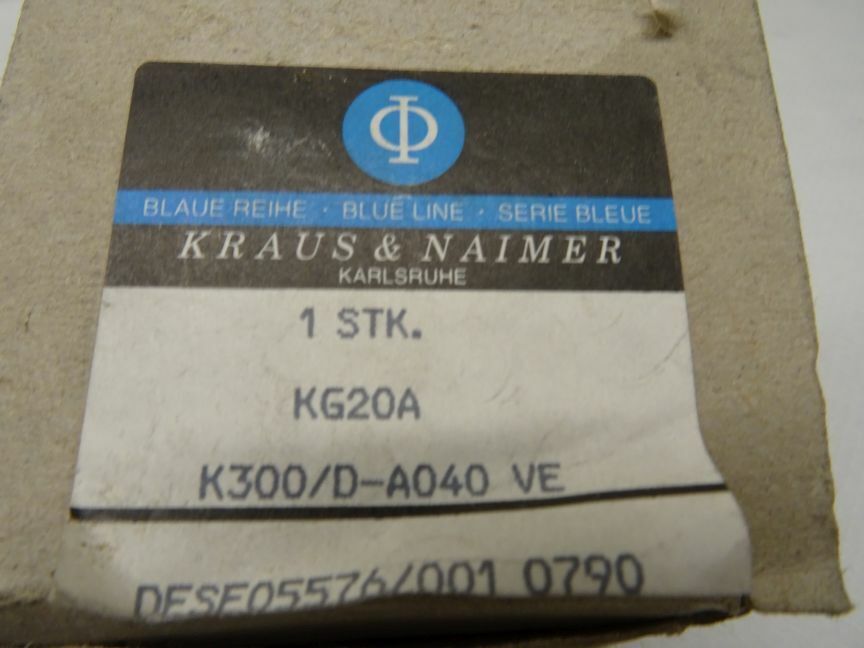 BLAUE REIHE · BLUE LINE · SERIE BLEUE
KRAUS & NAIMER
KARLSRUHE
1 STK.
KG20A
K300/D-A040 VE
DESE05576/001 0790